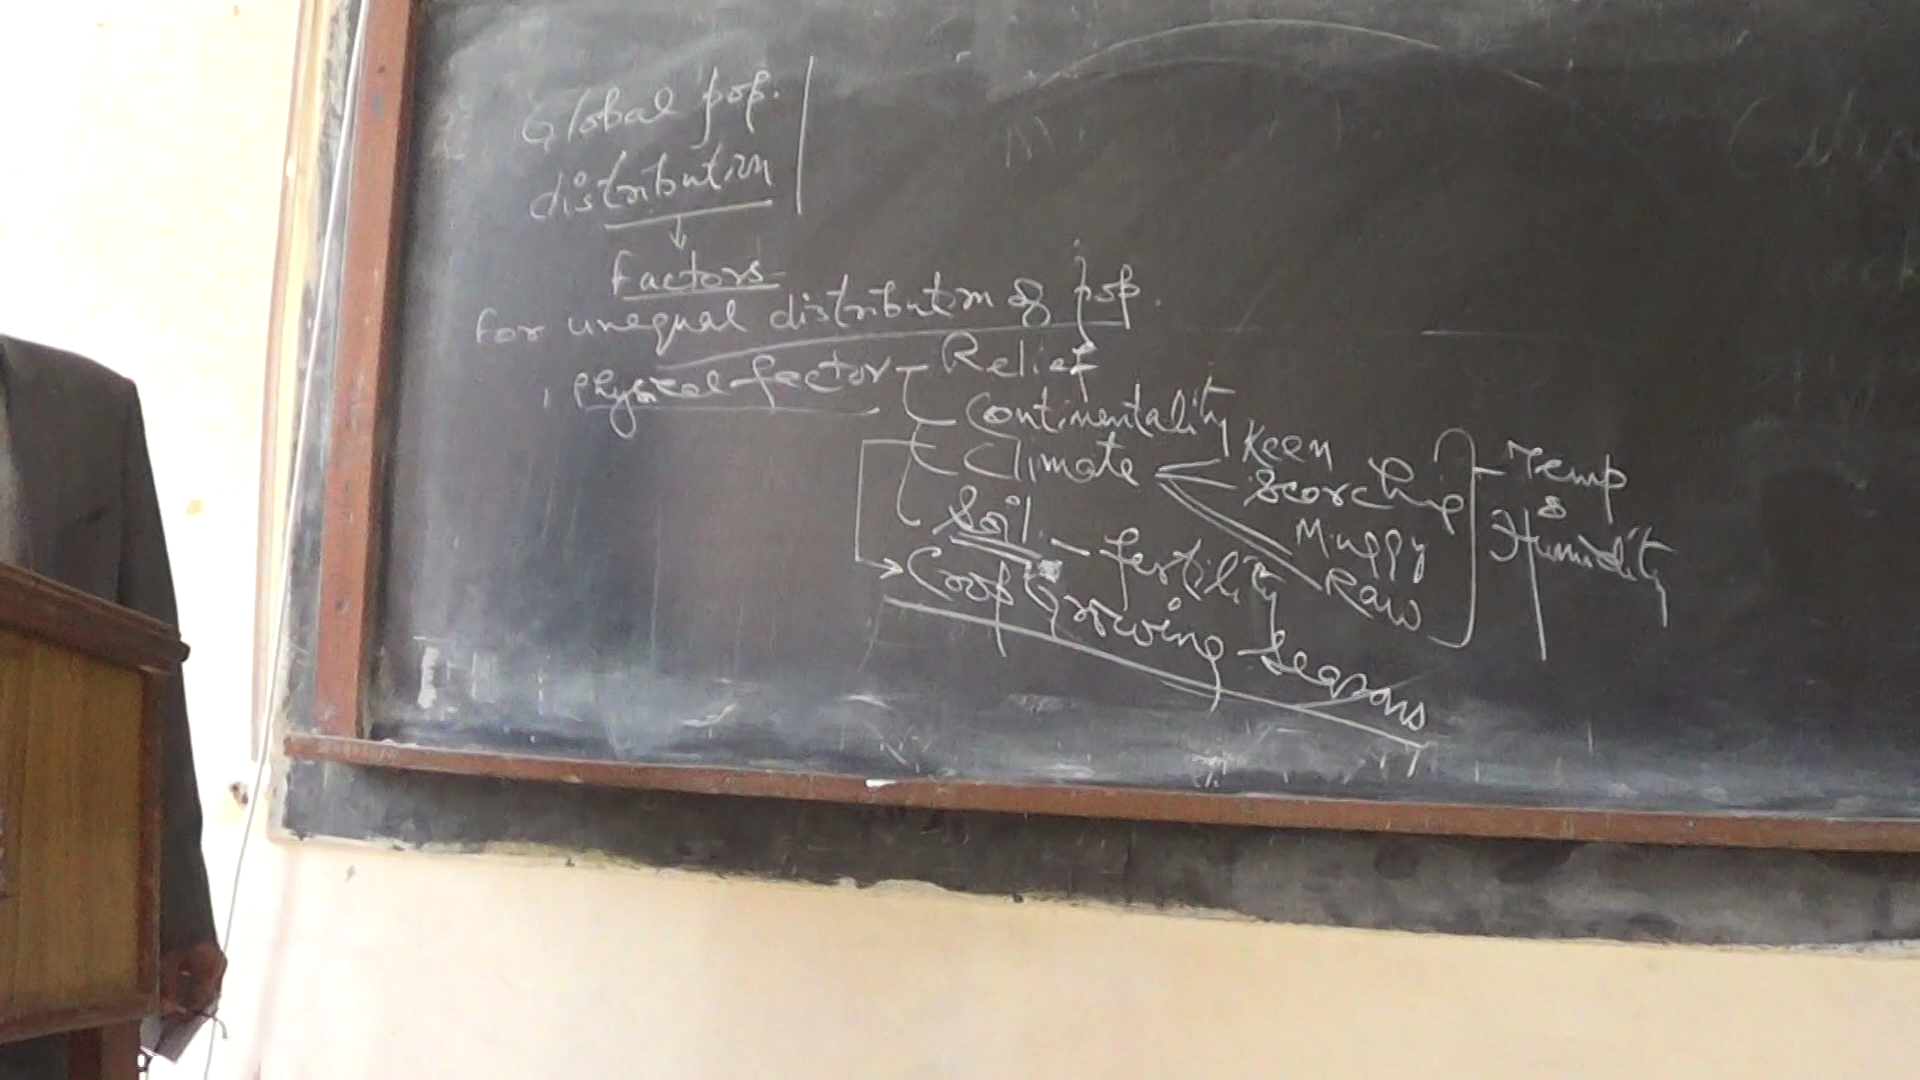 Global pop.
distribution
↓
Factors
For unequal distribution of pop.
1 Physical factor - Relief
Continentality
Climate Keen
Scorching
Muggy
Raw
Temp
&
Humidity
Soil - fertility
Crop Growing Seasons